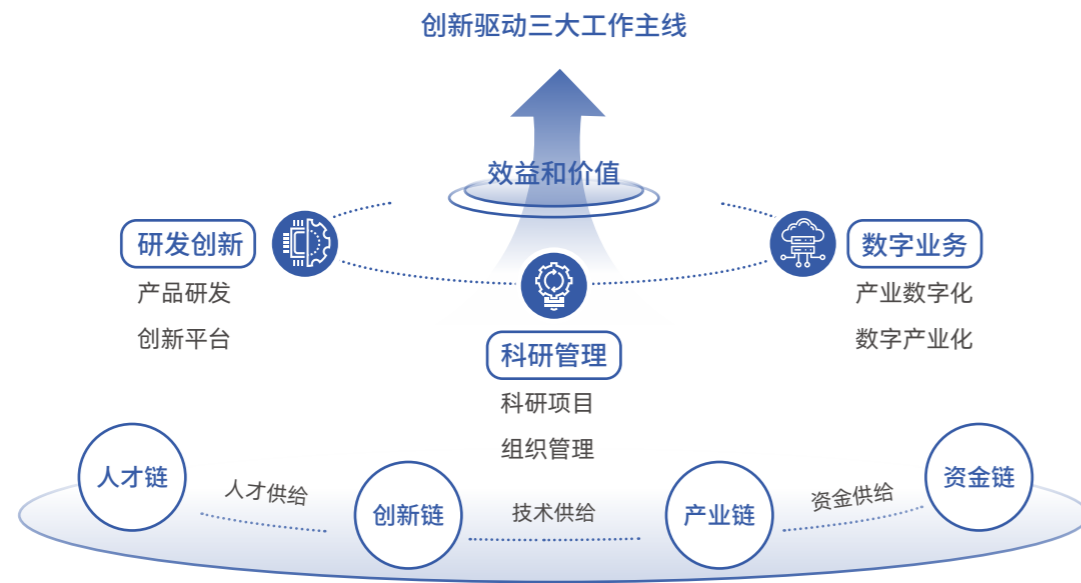 创新驱动三大工作主线
效益和价值
研发创新
产品研发
创新平台
科研管理
科研项目
组织管理
数字业务
产业数字化
数字产业化
人才链
人才供给
创新链
技术供给
产业链
资金供给
资金链